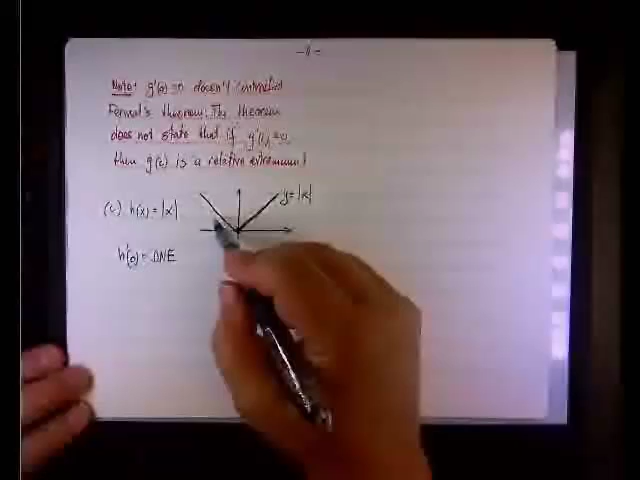 -11-
Note: g'(0)=0 doesn't contradict
Fermat's theorem. The theorem
does not state that if g'(c)=0,
then g(c) is a relative extremum!
(c) h(x) = |x|
y = |x|
h'(0) = DNE